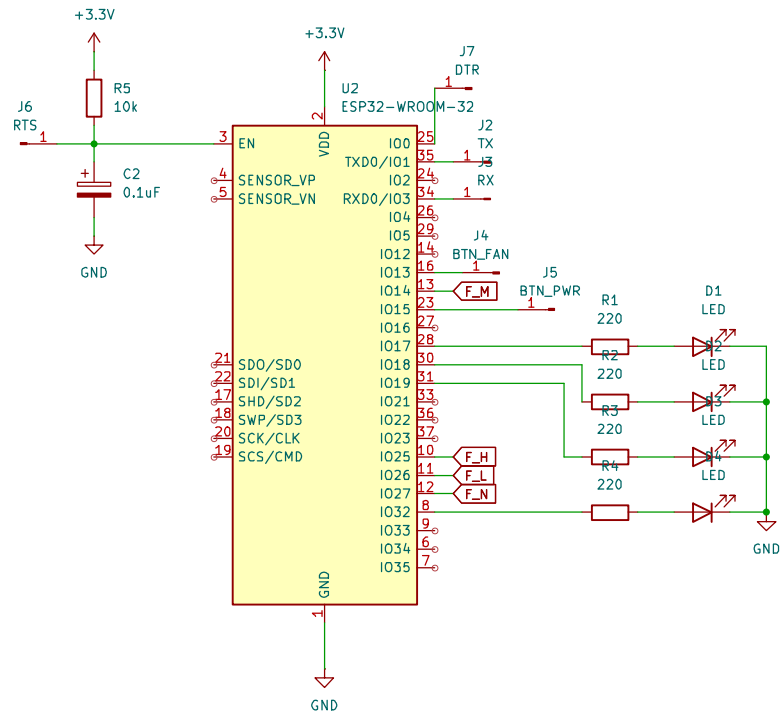 +3.3V
R5
10k
J6
RTS
1
+
C2
0.1uF
GND
+3.3V
U2
ESP32-WROOM-32
2
VDD
3
EN
4
SENSOR_VP
5
SENSOR_VN
21
SDO/SD0
22
SDI/SD1
17
SHD/SD2
18
SWP/SD3
20
SCK/CLK
19
SCS/CMD
IO0
25
TXD0/IO1
35
IO2
24
RXD0/IO3
34
IO4
26
IO5
29
IO12
14
IO13
16
IO14
13
IO15
23
IO16
27
IO17
28
IO18
30
IO19
31
IO21
33
IO22
36
IO23
37
IO25
10
IO26
11
IO27
12
IO32
8
IO33
9
IO34
6
IO35
7
GND
1
GND
J7
DTR
1
J2
TX
1
J3
RX
1
J4
BTN_FAN
1
F_M
J5
BTN_PWR
1
F_H
F_L
F_N
R1
220
R2
220
R3
220
R4
220
D1
LED
D2
LED
D3
LED
D4
LED
GND